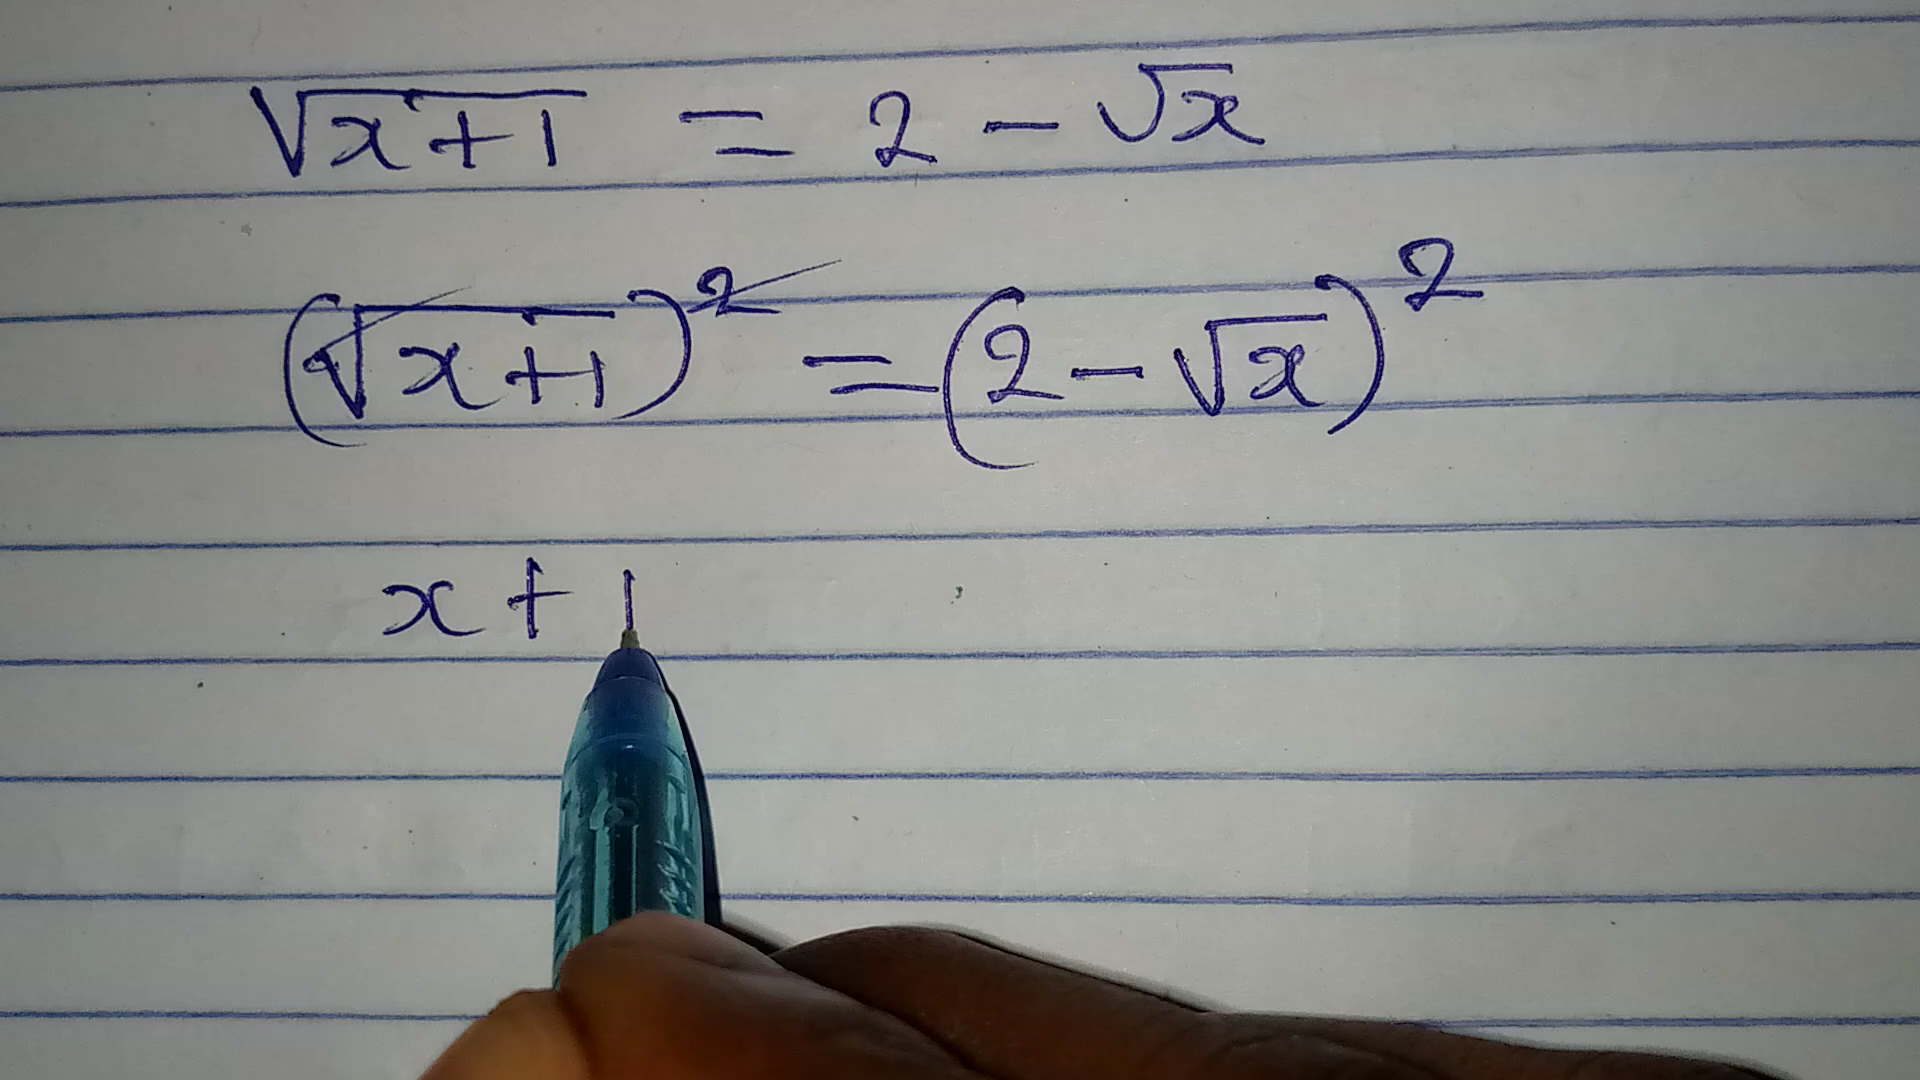 √(x+1) = 2 - √x
(√(x+1))² = (2 - √x)²
x + 1